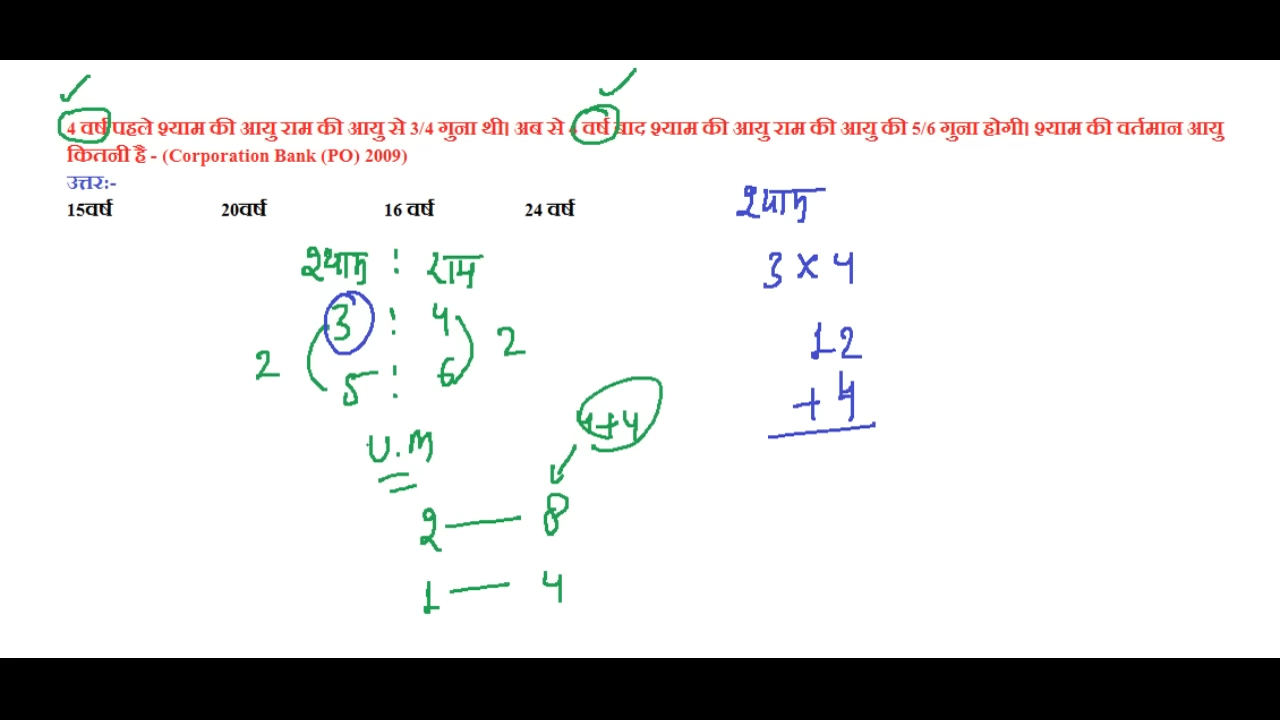 4 वर्ष पहले श्याम की आयु राम की आयु से 3/4 गुना थी। अब से वर्ष बाद श्याम की आयु राम की आयु की 5/6 गुना होगी। श्याम की वर्तमान आयु
कितनी है - (Corporation Bank (PO) 2009)
उत्तर:-
15वर्ष 20वर्ष 16 वर्ष 24 वर्ष
श्याम : राम
3 : 4
2 2
5 : 6
4+4
U.M
2 — 8
1 — 4
श्याम
3 × 4
12
+ 4